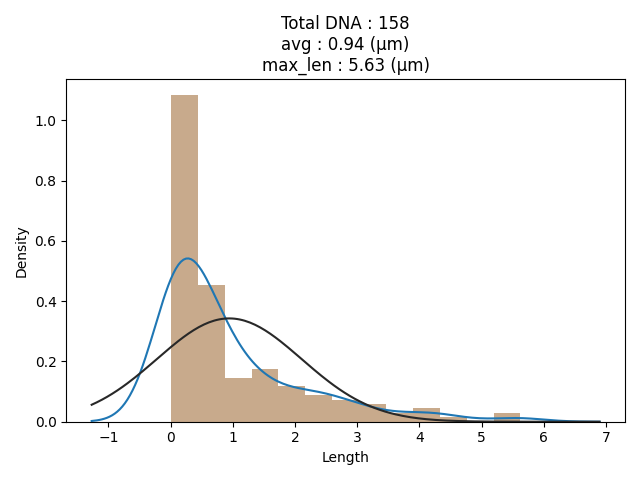 Total DNA : 158
avg : 0.94 (μm)
max_len : 5.63 (μm)
Density
1.0
0.8
0.6
0.4
0.2
0.0
−1 0 1 2 3 4 5 6 7
Length